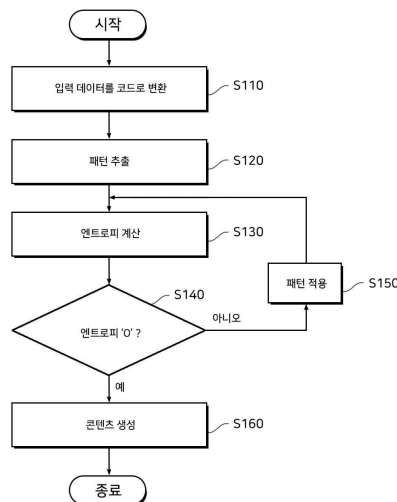 시작
입력 데이터를 코드로 변환
S110
패턴 추출
S120
엔트로피 계산
S130
패턴 적용
S150
S140
엔트로피 '0' ?
아니오
예
콘텐츠 생성
S160
종료